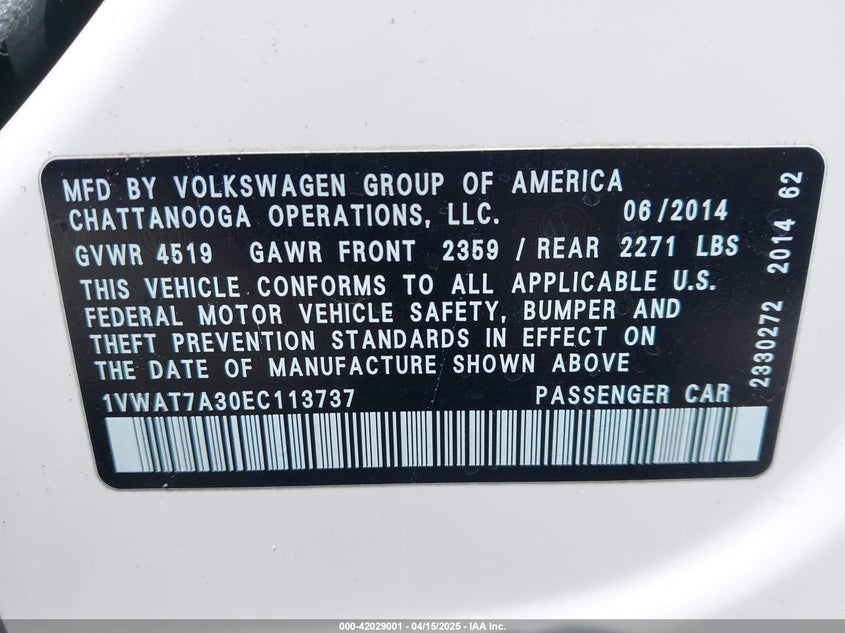 MFD BY VOLKSWAGEN GROUP OF AMERICA
CHATTANOOGA OPERATIONS, LLC. 06/2014
GVWR 4519 GAWR FRONT 2359 / REAR 2271 LBS
THIS VEHICLE CONFORMS TO ALL APPLICABLE U.S.
FEDERAL MOTOR VEHICLE SAFETY, BUMPER AND
THEFT PREVENTION STANDARDS IN EFFECT ON
THE DATE OF MANUFACTURE SHOWN ABOVE
1VWAT7A30EC113737 PASSENGER CAR
2330272 2014 62
000-42029001 - 04/15/2025 - IAA Inc.